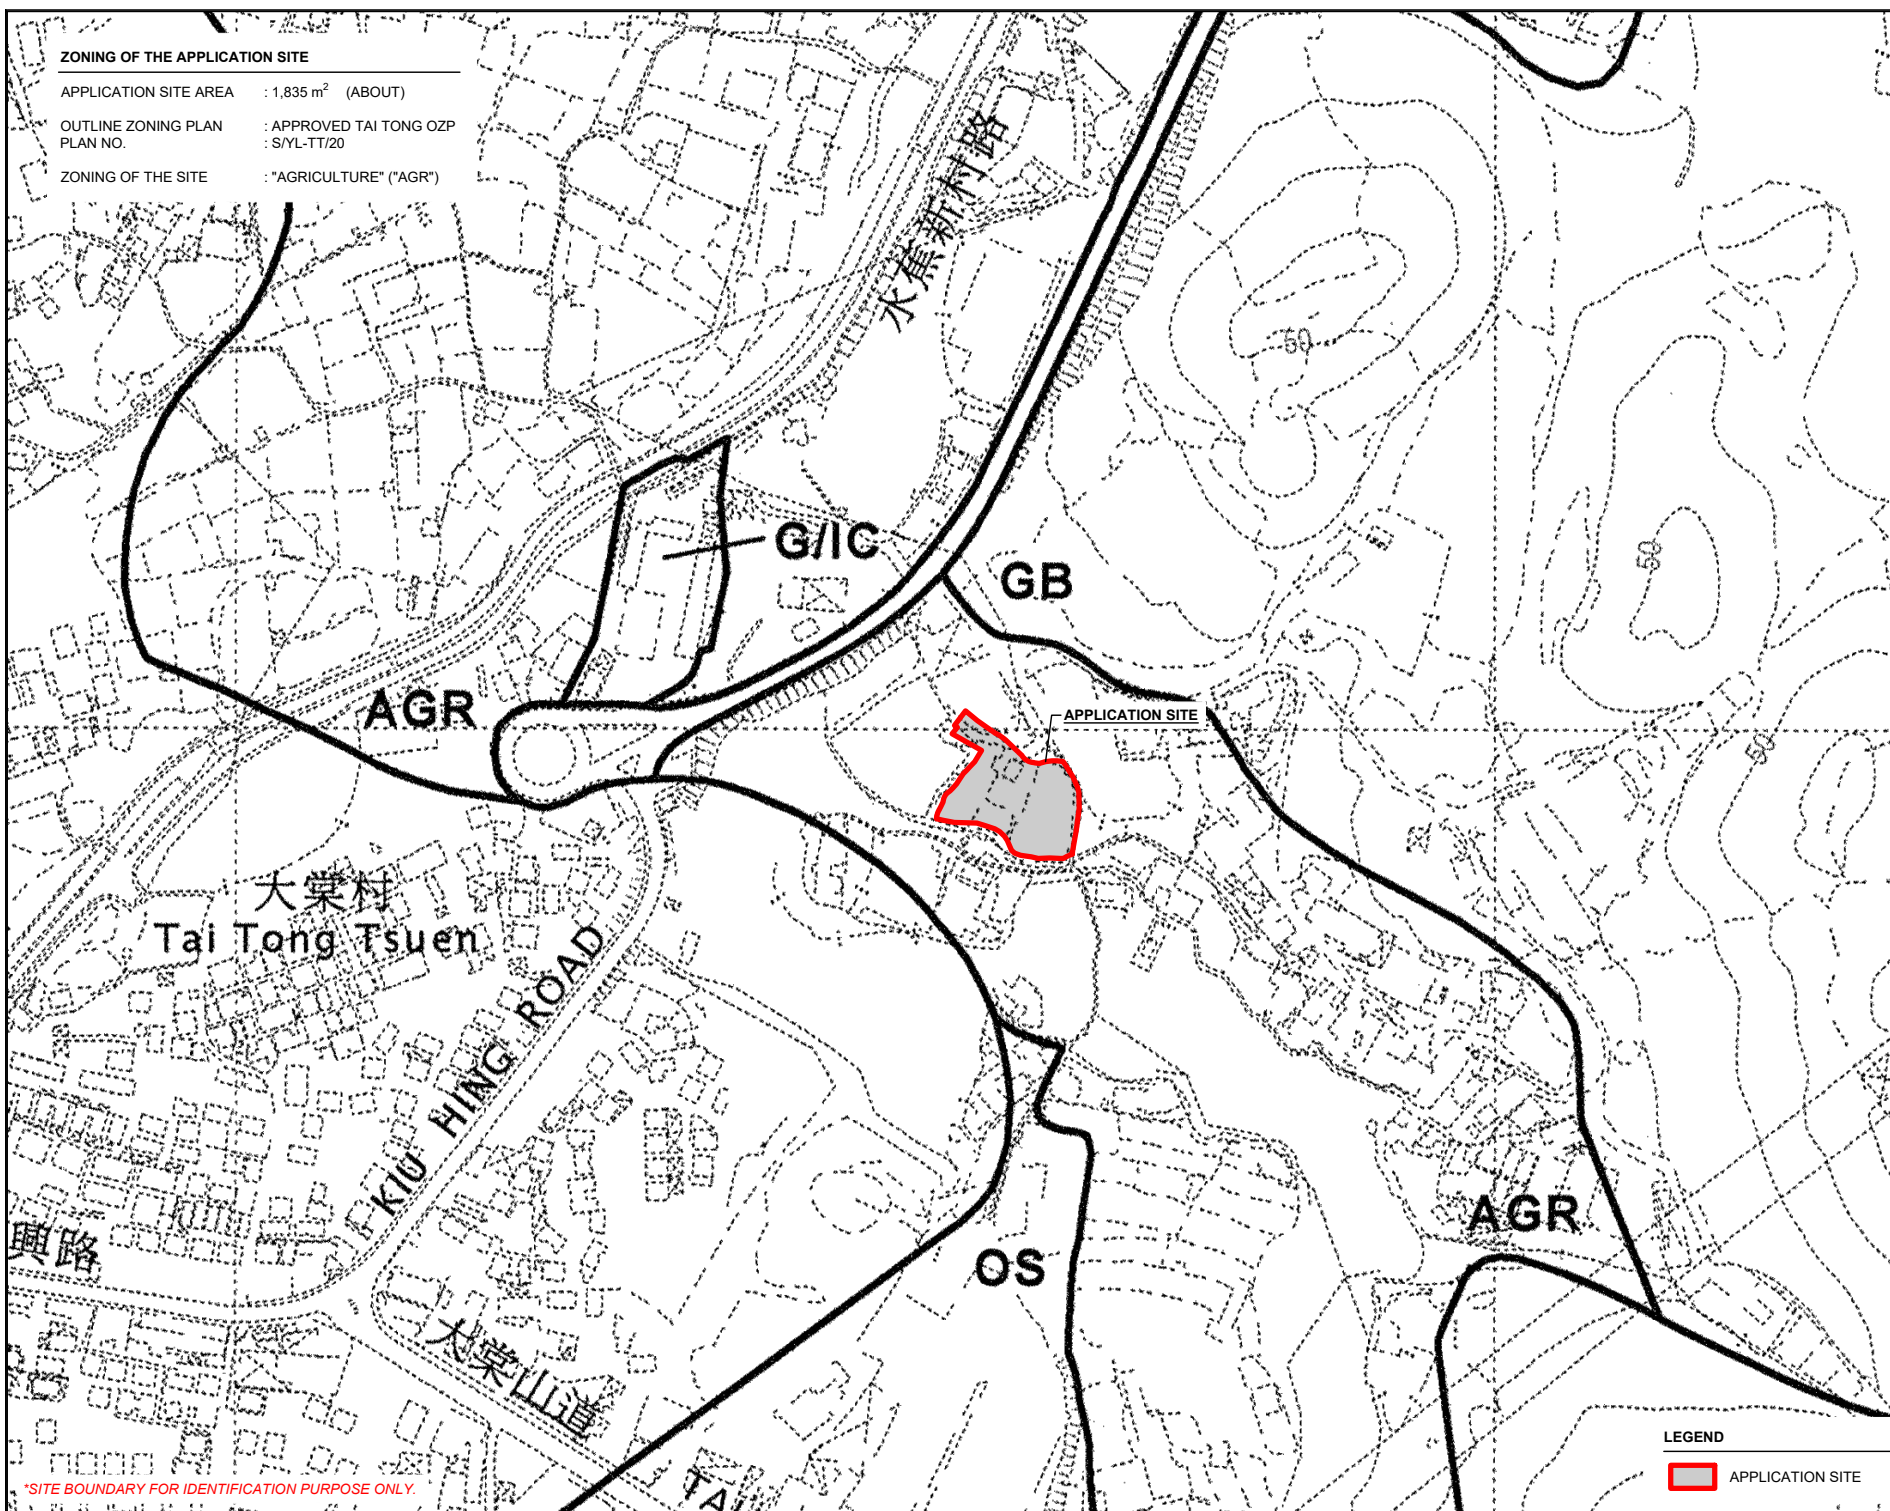 ZONING OF THE APPLICATION SITE
APPLICATION SITE AREA : 1,835 m² (ABOUT)
OUTLINE ZONING PLAN : APPROVED TAI TONG OZP
PLAN NO. : S/YL-TT/20
ZONING OF THE SITE : "AGRICULTURE" ("AGR")
水蕉新村路
50
G/IC
GB
50
AGR
APPLICATION SITE
50
大棠村
Tai Tong Tsuen
KIU HING ROAD
AGR
興路
OS
大棠山道
TAI
LEGEND
APPLICATION SITE
*SITE BOUNDARY FOR IDENTIFICATION PURPOSE ONLY.